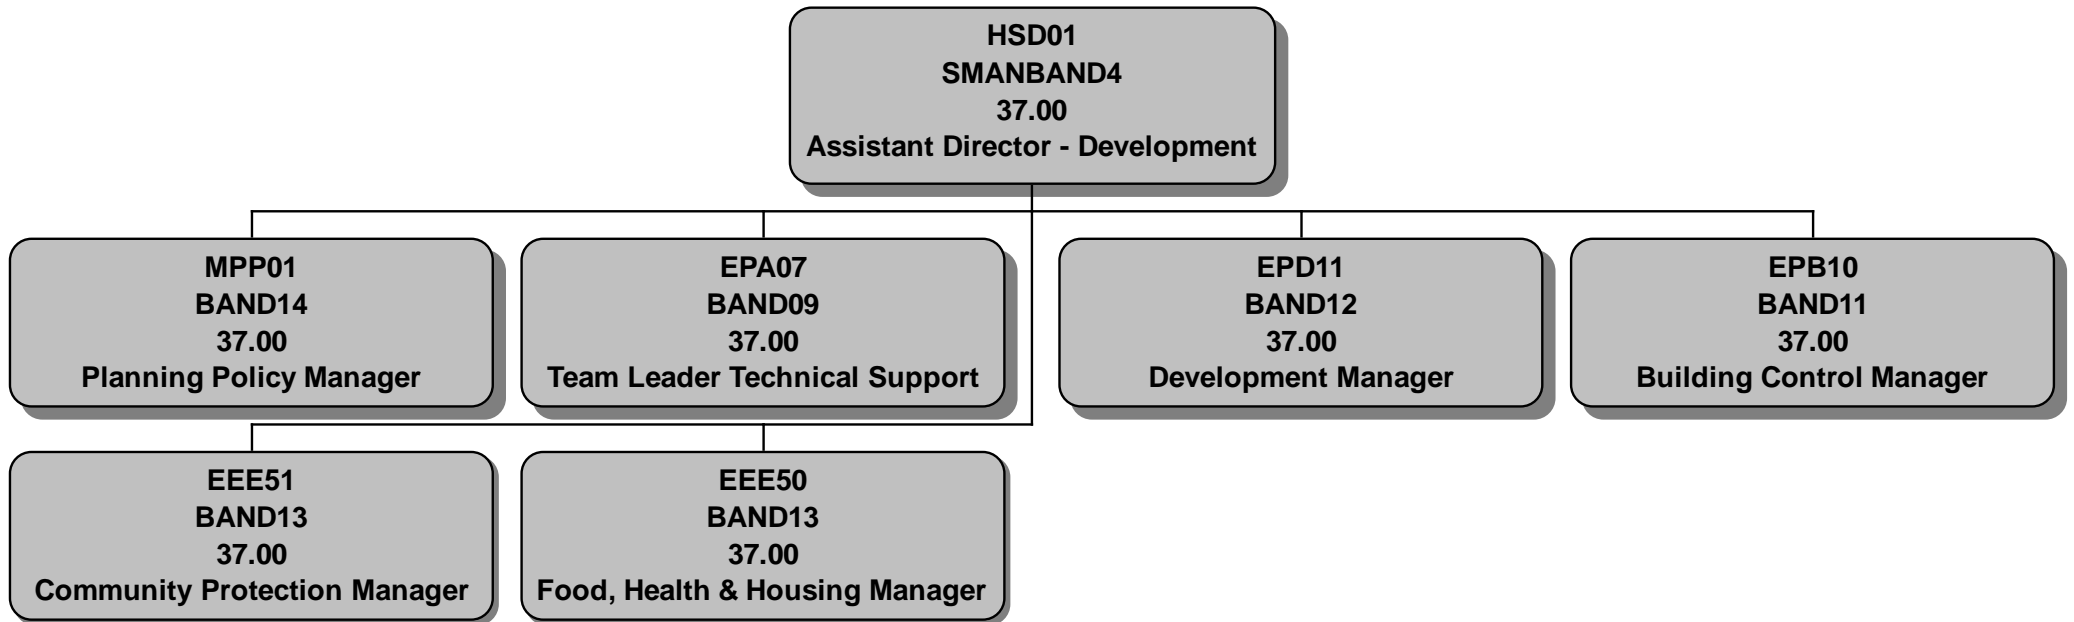 HSD01
SMANBAND4
37.00
Assistant Director - Development
MPP01
BAND14
37.00
Planning Policy Manager
EPA07
BAND09
37.00
Team Leader Technical Support
EPD11
BAND12
37.00
Development Manager
EPB10
BAND11
37.00
Building Control Manager
EEE51
BAND13
37.00
Community Protection Manager
EEE50
BAND13
37.00
Food, Health & Housing Manager